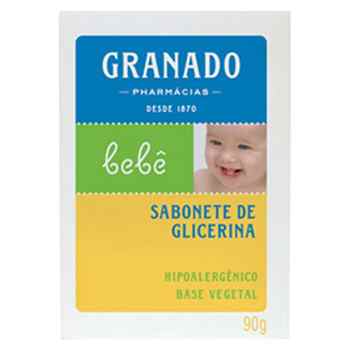 GRANADO
— PHARMÁCIAS —
DESDE 1870
bebê
SABONETE DE
GLICERINA
HIPOALERGÊNICO
BASE VEGETAL
90g